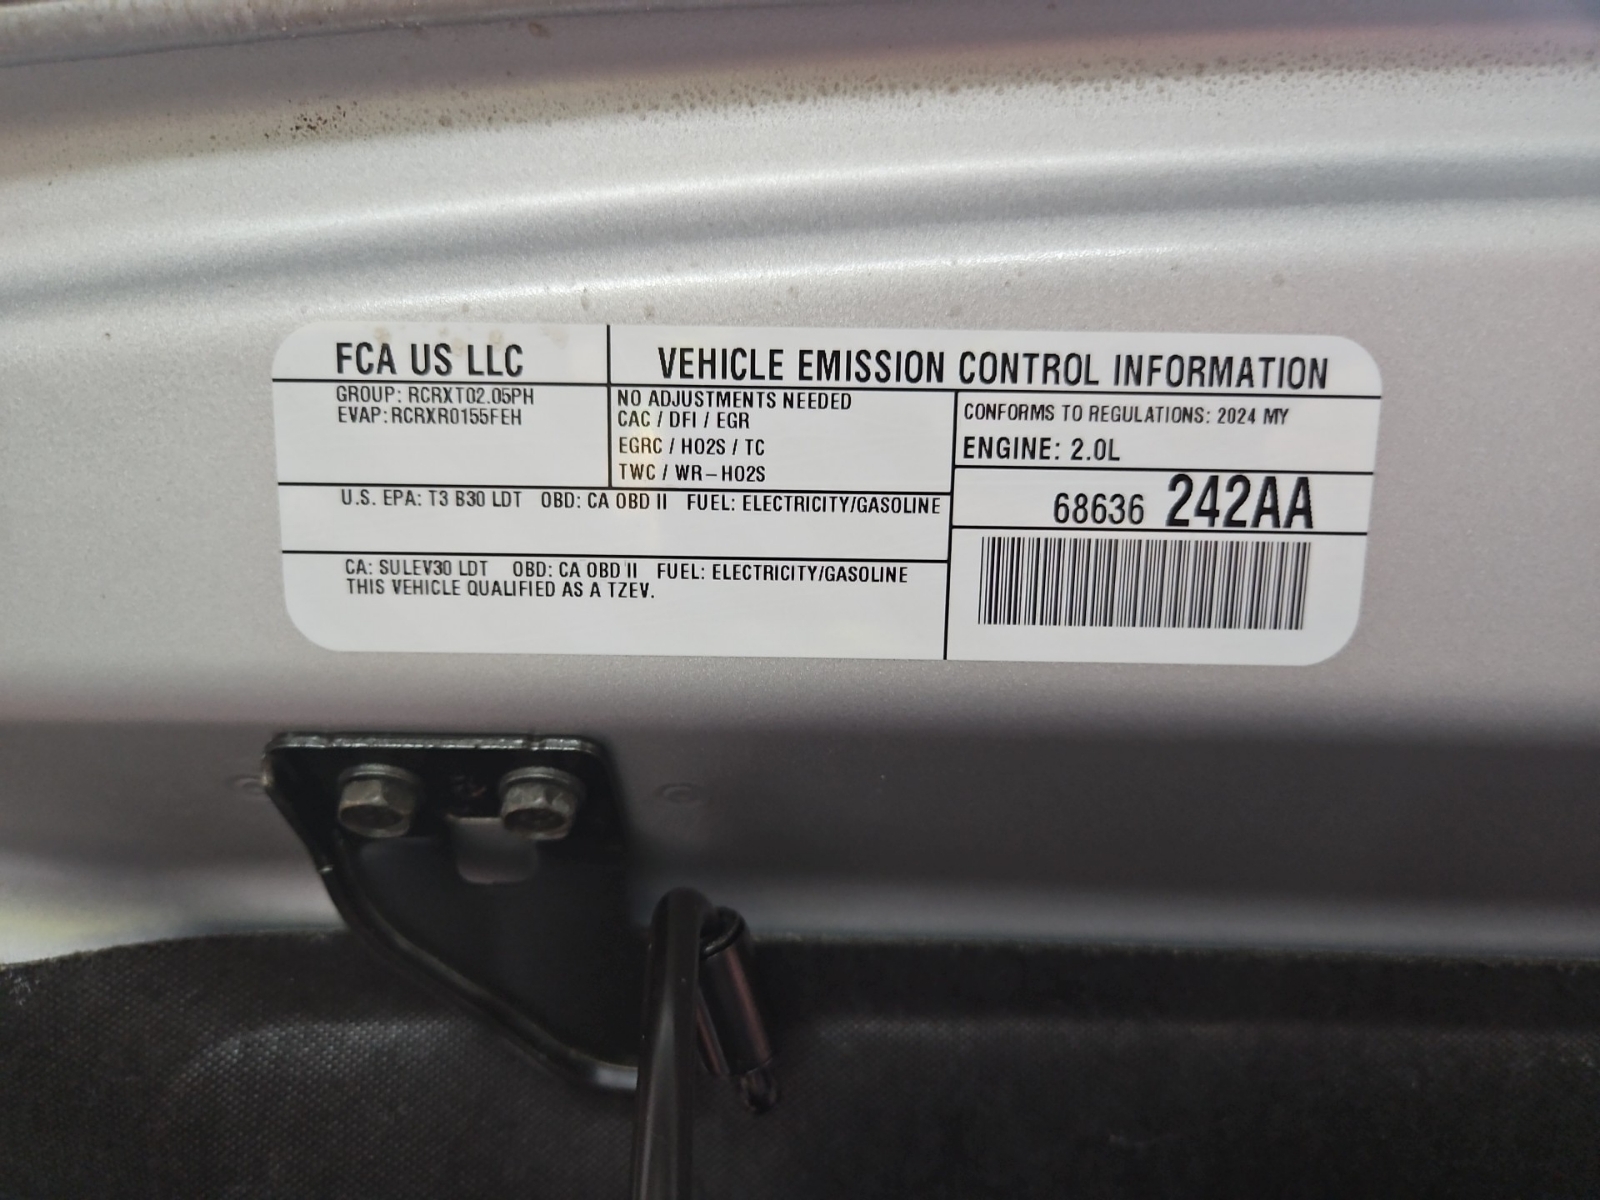 FCA US LLC
VEHICLE EMISSION CONTROL INFORMATION
GROUP: RCRXT02.05PH
EVAP:RCRXR0155FEH
NO ADJUSTMENTS NEEDED
CAC / DFI / EGR
EGRC / HO2S / TC
TWC / WR-HO2S
CONFORMS TO REGULATIONS: 2024 MY
ENGINE: 2.0L
U.S. EPA: T3 B30 LDT OBD: CA OBD II FUEL: ELECTRICITY/GASOLINE
68636 242AA
CA: SULEV30 LDT OBD: CA OBD II FUEL: ELECTRICITY/GASOLINE
THIS VEHICLE QUALIFIED AS A TZEV.